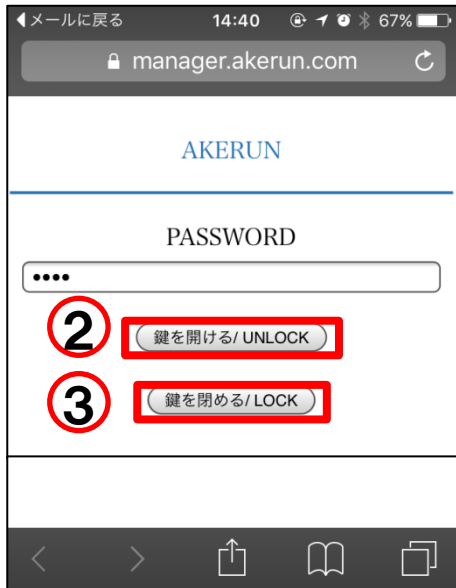 メールに戻る 14:40 67%
manager.akerun.com
AKERUN
PASSWORD
••••
② 鍵を開ける/ UNLOCK
③ 鍵を閉める/ LOCK